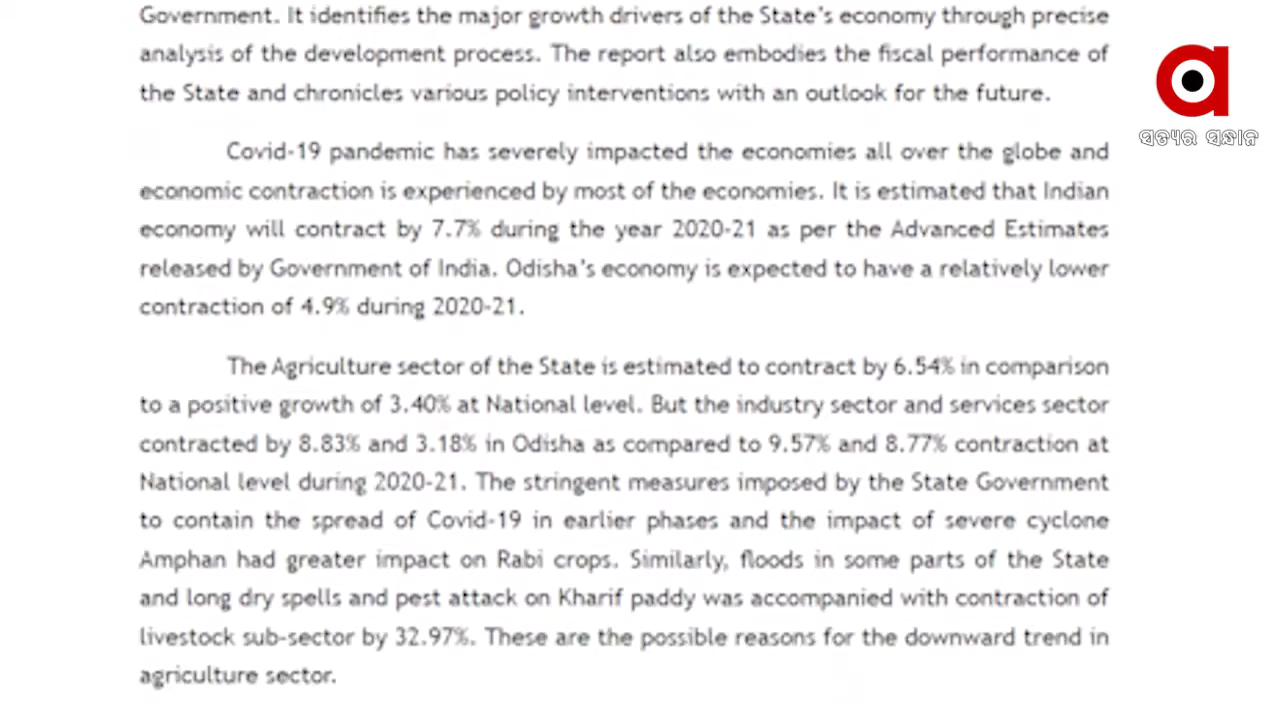 Government. It identifies the major growth drivers of the State's economy through precise
analysis of the development process. The report also embodies the fiscal performance of
the State and chronicles various policy interventions with an outlook for the future.
Covid-19 pandemic has severely impacted the economies all over the globe and
economic contraction is experienced by most of the economies. It is estimated that Indian
economy will contract by 7.7% during the year 2020-21 as per the Advanced Estimates
released by Government of India. Odisha's economy is expected to have a relatively lower
contraction of 4.9% during 2020-21.
The Agriculture sector of the State is estimated to contract by 6.54% in comparison
to a positive growth of 3.40% at National level. But the industry sector and services sector
contracted by 8.83% and 3.18% in Odisha as compared to 9.57% and 8.77% contraction at
National level during 2020-21. The stringent measures imposed by the State Government
to contain the spread of Covid-19 in earlier phases and the impact of severe cyclone
Amphan had greater impact on Rabi crops. Similarly, floods in some parts of the State
and long dry spells and pest attack on Kharif paddy was accompanied with contraction of
livestock sub-sector by 32.97%. These are the possible reasons for the downward trend in
agriculture sector.
a
ସତ୍ୟର ସନ୍ଧାନ